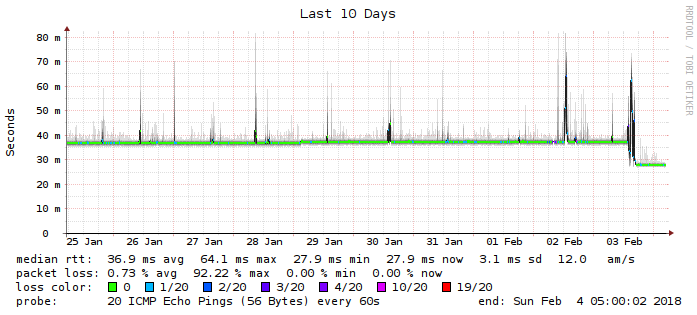 Last 10 Days
RRDTOOL / TOBI OETIKER
Seconds
80 m
70 m
60 m
50 m
40 m
30 m
20 m
10 m
0
25 Jan 26 Jan 27 Jan 28 Jan 29 Jan 30 Jan 31 Jan 01 Feb 02 Feb 03 Feb
median rtt: 36.9 ms avg 64.1 ms max 27.9 ms min 27.9 ms now 3.1 ms sd 12.0 am/s
packet loss: 0.73 % avg 92.22 % max 0.00 % min 0.00 % now
loss color: 0 1/20 2/20 3/20 4/20 10/20 19/20
probe: 20 ICMP Echo Pings (56 Bytes) every 60s end: Sun Feb 4 05:00:02 2018